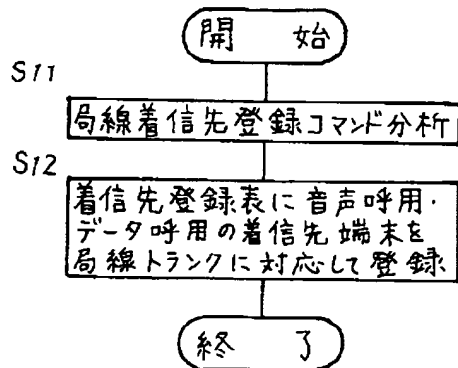 開 始
S11
局線着信先登録コマンド分析
S12
着信先登録表に音声呼用・
データ呼用の着信先端末を
局線トランクに対応して登録
終 了